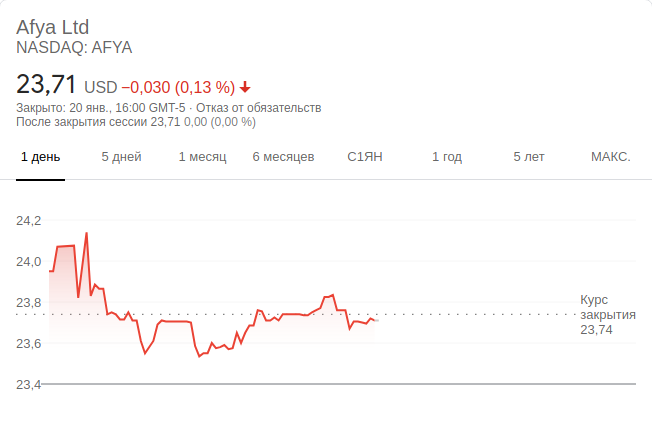 Afya Ltd
NASDAQ: AFYA
23,71 USD −0,030 (0,13 %)
Закрыто: 20 янв., 16:00 GMT-5 · Отказ от обязательств
После закрытия сессии 23,71 0,00 (0,00 %)
1 день 5 дней 1 месяц 6 месяцев С1ЯН 1 год 5 лет МАКС.
24,2
24,0
23,8
Курс
закрытия
23,74
23,6
23,4